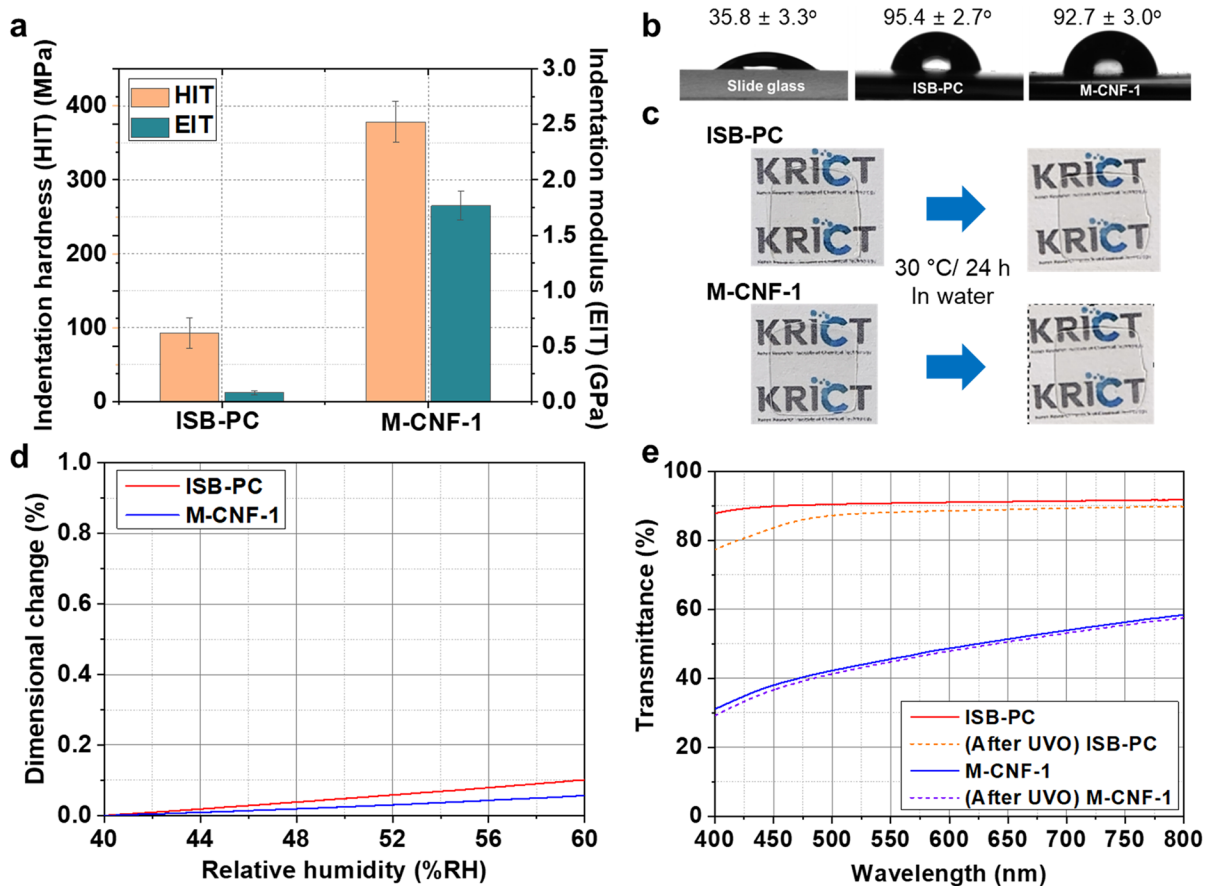 a
Indentation hardness (HIT) (MPa)
400
300
200
100
0
HIT
EIT
ISB-PC
M-CNF-1
3.0
2.5
2.0
1.5
1.0
0.5
0.0
Indentation modulus (EIT) (GPa)
b
35.8 ± 3.3°
95.4 ± 2.7°
92.7 ± 3.0°
Slide glass
ISB-PC
M-CNF-1
c
ISB-PC
KRICT
KRICT
KRICT
KRICT
30 °C/ 24 h
In water
M-CNF-1
KRICT
KRICT
KRICT
KRICT
d
Dimensional change (%)
1.0
0.8
0.6
0.4
0.2
0.0
ISB-PC
M-CNF-1
40
44
48
52
56
60
Relative humidity (%RH)
e
Transmittance (%)
100
80
60
40
20
0
ISB-PC
(After UVO) ISB-PC
M-CNF-1
(After UVO) M-CNF-1
400
450
500
550
600
650
700
750
800
Wavelength (nm)